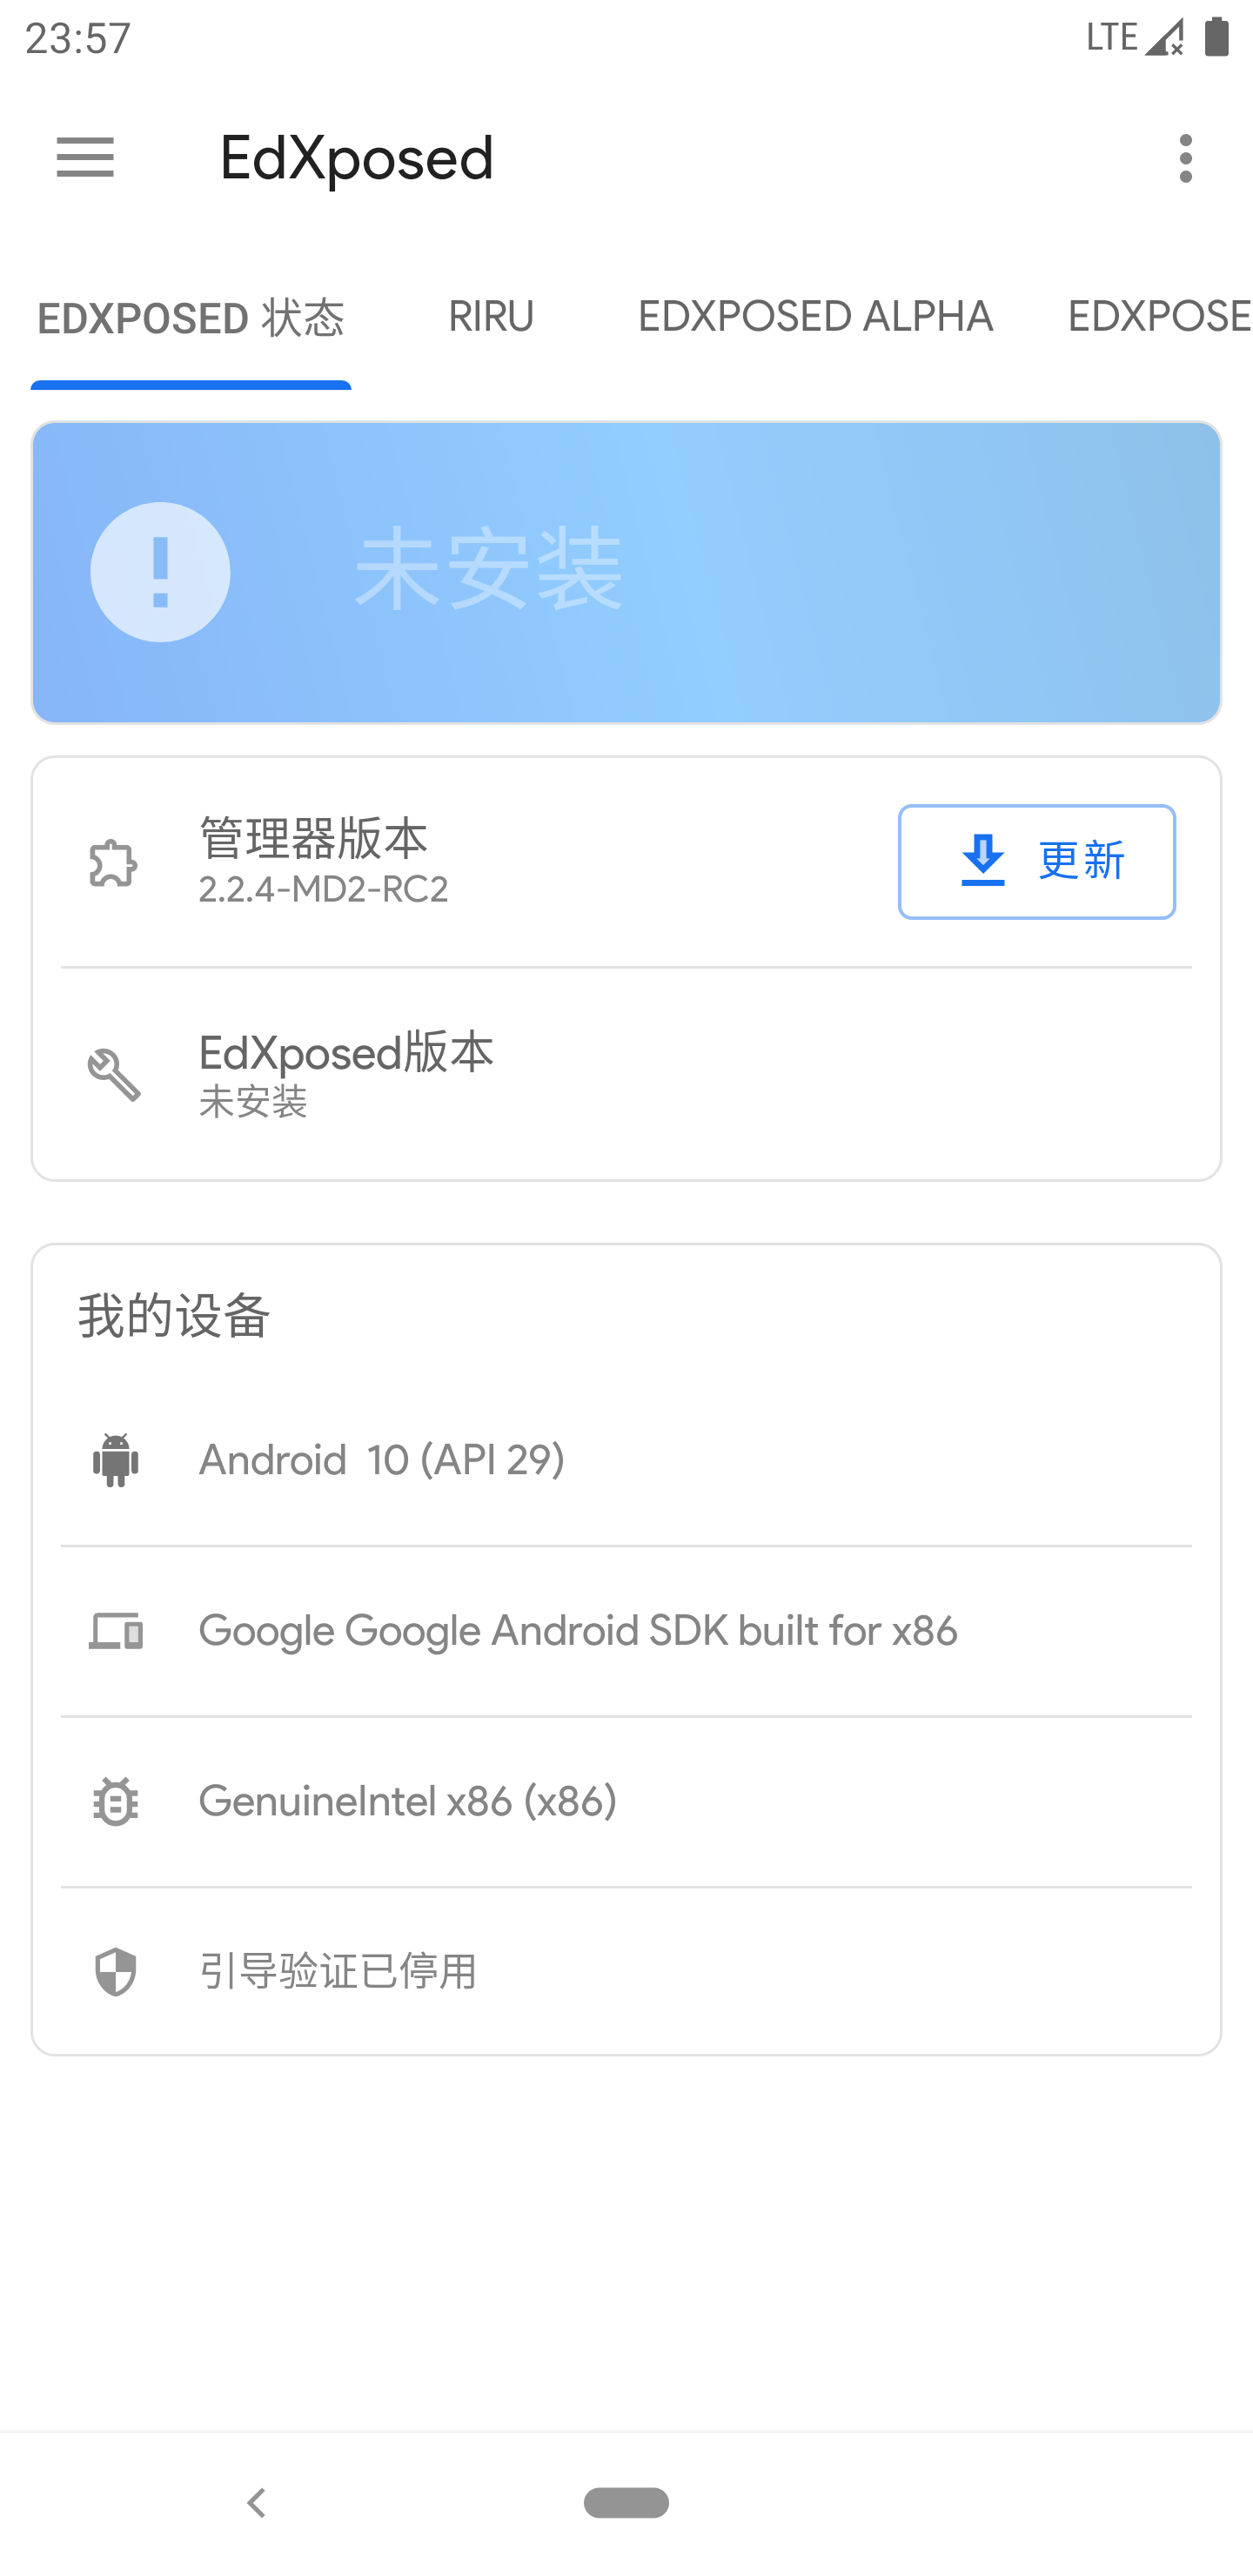 23:57
LTE
EdXposed
EDXPOSED 状态
RIRU
EDXPOSED ALPHA
EDXPOSE
未安装
管理器版本
2.2.4-MD2-RC2
更新
EdXposed版本
未安装
我的设备
Android 10 (API 29)
Google Google Android SDK built for x86
GenuineIntel x86 (x86)
引导验证已停用